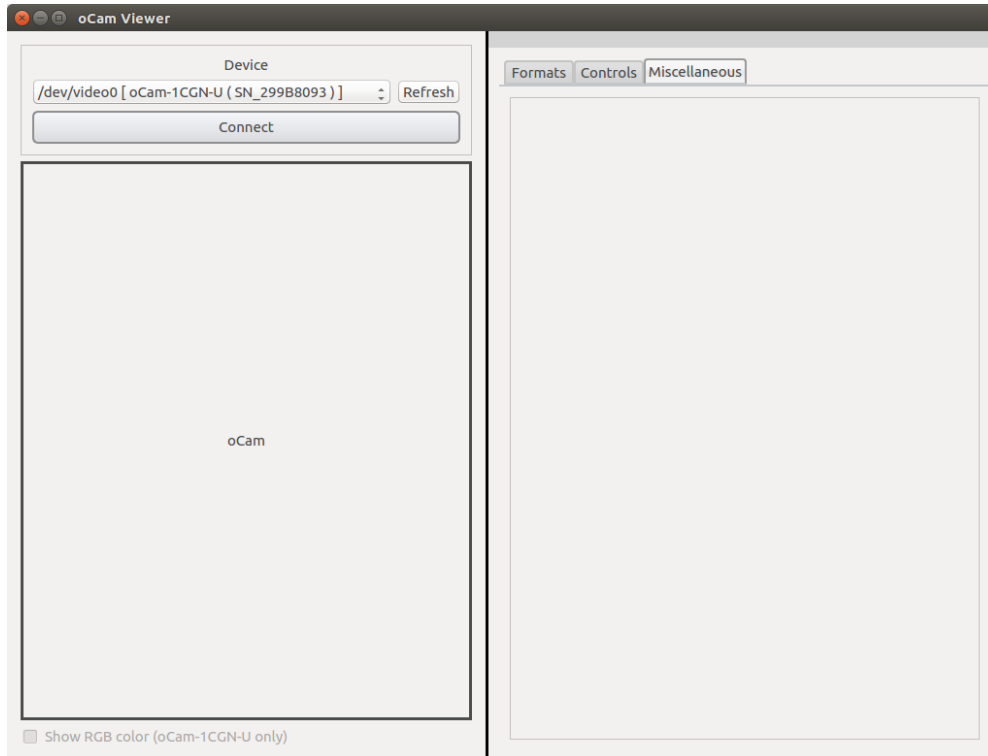 oCam Viewer
Device
/dev/video0 [ oCam-1CGN-U ( SN_299B8093 ) ]
Refresh
Connect
oCam
Show RGB color (oCam-1CGN-U only)
Formats Controls Miscellaneous